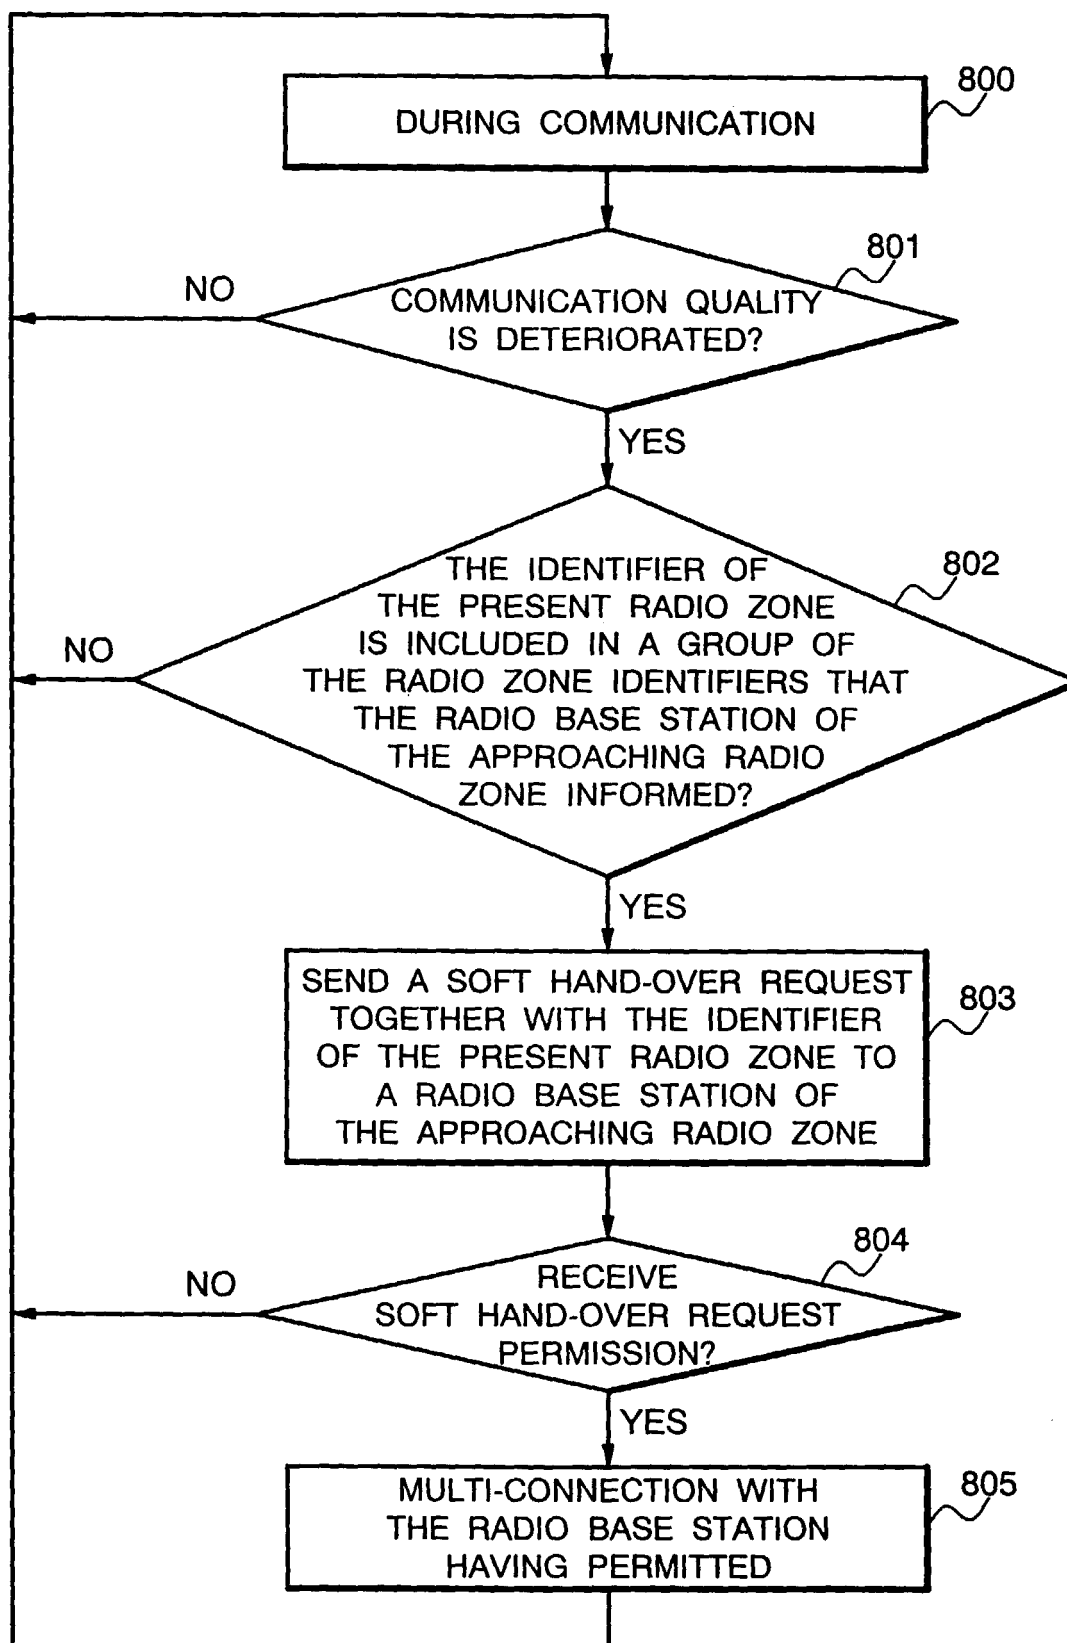 800
DURING COMMUNICATION
801
NO
COMMUNICATION QUALITY
IS DETERIORATED?
YES
802
NO
THE IDENTIFIER OF
THE PRESENT RADIO ZONE
IS INCLUDED IN A GROUP OF
THE RADIO ZONE IDENTIFIERS THAT
THE RADIO BASE STATION OF
THE APPROACHING RADIO
ZONE INFORMED?
YES
803
SEND A SOFT HAND-OVER REQUEST
TOGETHER WITH THE IDENTIFIER
OF THE PRESENT RADIO ZONE TO
A RADIO BASE STATION OF
THE APPROACHING RADIO ZONE
804
NO
RECEIVE
SOFT HAND-OVER REQUEST
PERMISSION?
YES
805
MULTI-CONNECTION WITH
THE RADIO BASE STATION
HAVING PERMITTED